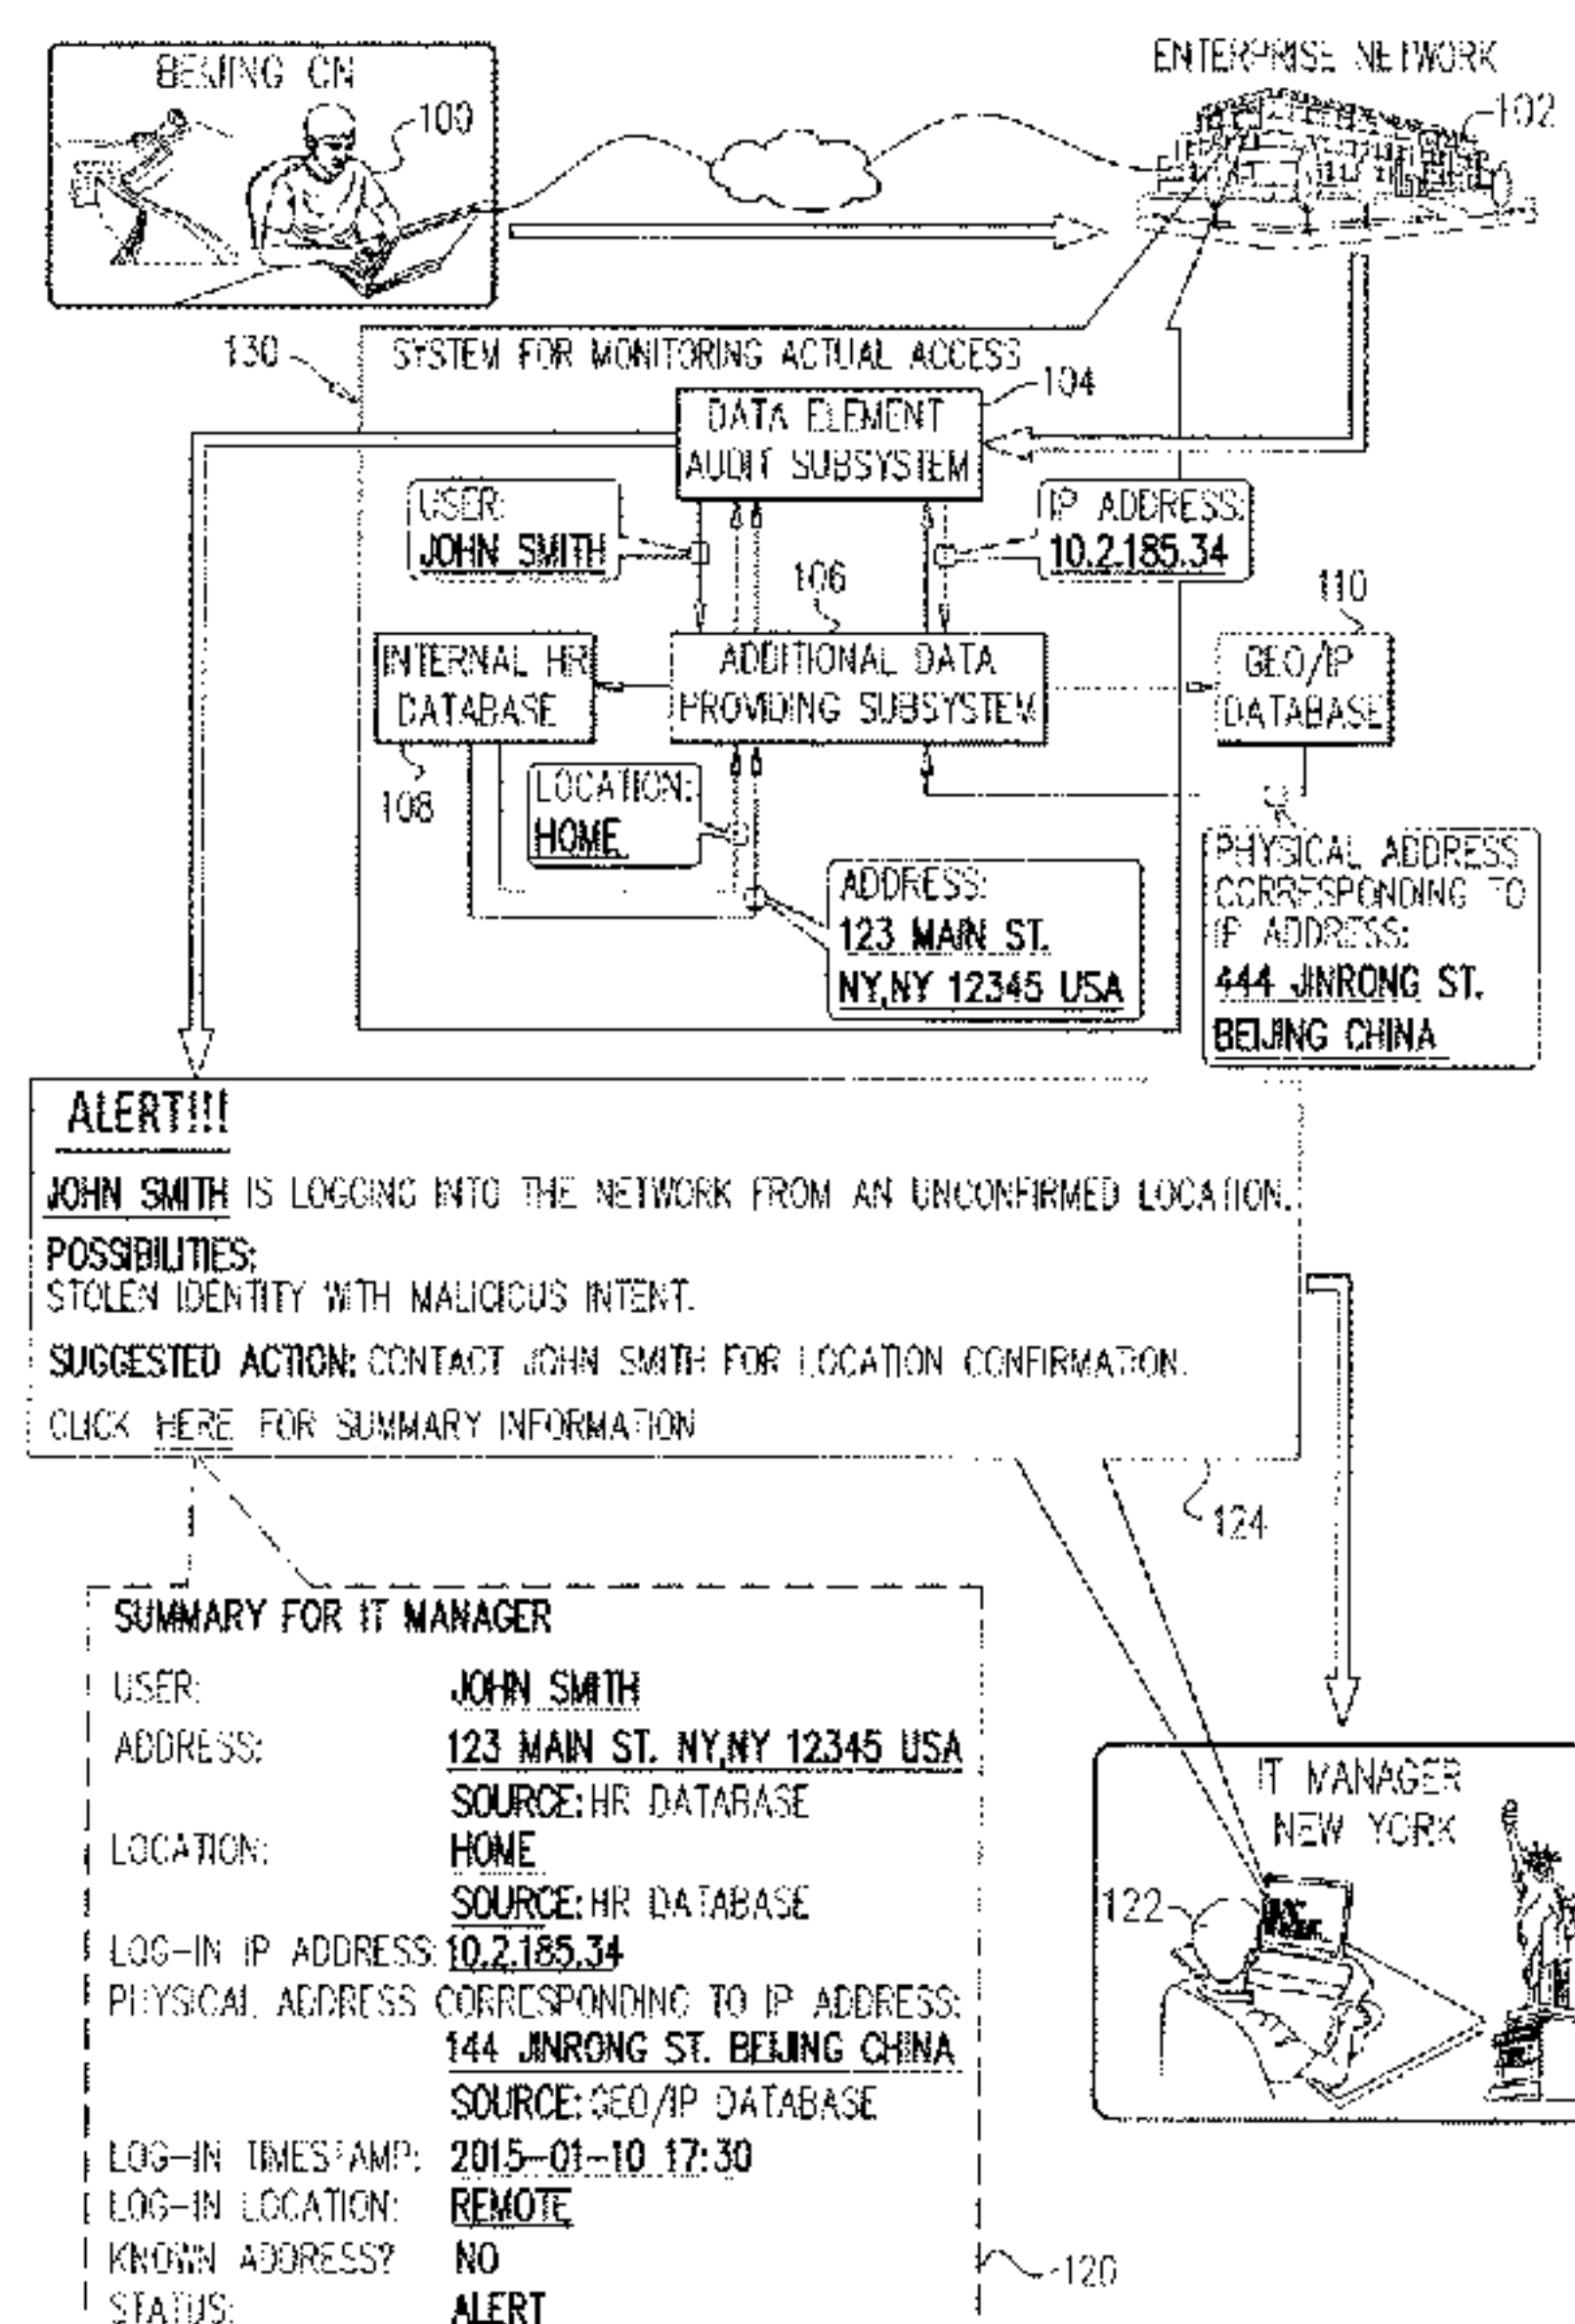 BEIJING CN
ENTERPRISE NETWORK
100
102
130
SYSTEM FOR MONITORING ACTUAL ACCESS
104
DATA ELEMENT
AUDIT SUBSYSTEM
USER:
JOHN SMITH
IP ADDRESS:
10.2.185.34
106
110
INTERNAL HR
DATABASE
ADDITIONAL DATA
PROVIDING SUBSYSTEM
GEO/IP
DATABASE
108
LOCATION:
HOME
ADDRESS:
123 MAIN ST.
NY,NY 12345 USA
PHYSICAL ADDRESS
CORRESPONDING TO
IP ADDRESS:
444 JINRONG ST.
BEIJING CHINA
ALERT!!!
JOHN SMITH IS LOGGING INTO THE NETWORK FROM AN UNCONFIRMED LOCATION.
POSSIBILITIES:
STOLEN IDENTITY WITH MALICIOUS INTENT.
SUGGESTED ACTION: CONTACT JOHN SMITH FOR LOCATION CONFIRMATION.
CLICK HERE FOR SUMMARY INFORMATION
124
SUMMARY FOR IT MANAGER
USER: JOHN SMITH
ADDRESS: 123 MAIN ST. NY,NY 12345 USA
SOURCE: HR DATABASE
LOCATION: HOME
SOURCE: HR DATABASE
LOG-IN IP ADDRESS: 10.2.185.34
PHYSICAL ADDRESS CORRESPONDING TO IP ADDRESS:
144 JINRONG ST. BEIJING CHINA
SOURCE: GEO/IP DATABASE
LOG-IN TIMESTAMP: 2015-01-10 17:30
LOG-IN LOCATION: REMOTE
KNOWN ADDRESS? NO
STATUS: ALERT
120
IT MANAGER
NEW YORK
122